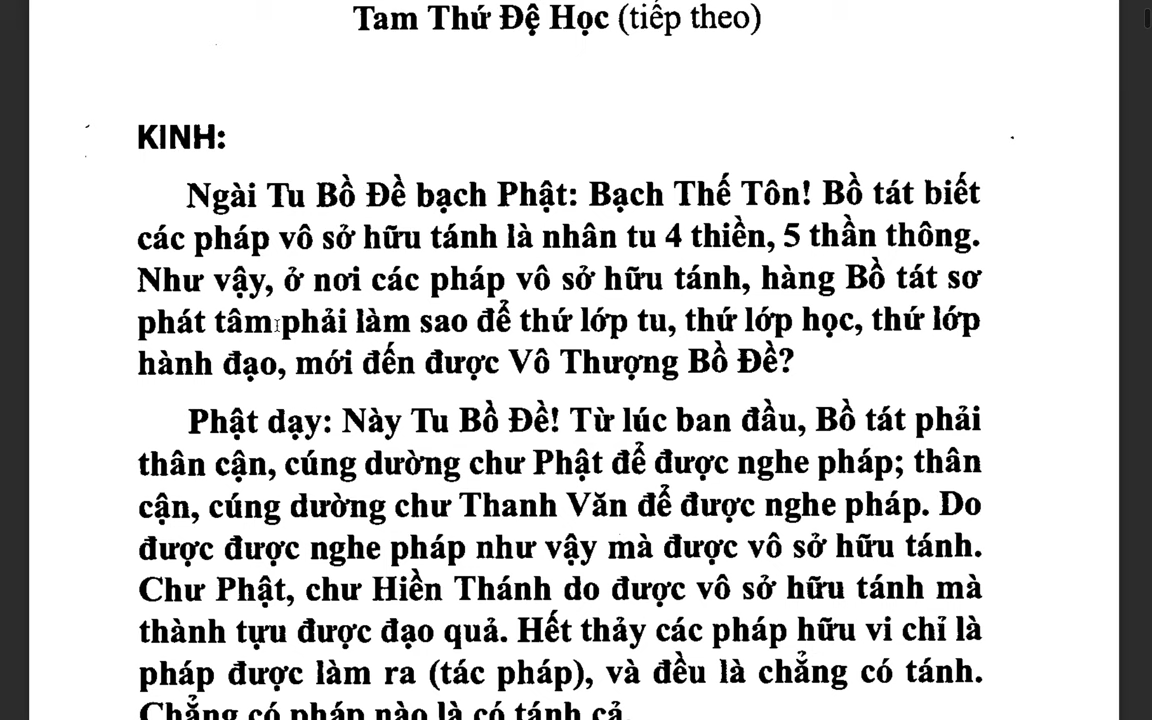 Tam Thứ Đệ Học (tiếp theo)
KINH:
Ngài Tu Bồ Đề bạch Phật: Bạch Thế Tôn! Bồ tát biết
các pháp vô sở hữu tánh là nhân tu 4 thiền, 5 thần thông.
Như vậy, ở nơi các pháp vô sở hữu tánh, hàng Bồ tát sơ
phát tâm phải làm sao để thứ lớp tu, thứ lớp học, thứ lớp
hành đạo, mới đến được Vô Thượng Bồ Đề?
Phật dạy: Này Tu Bồ Đề! Từ lúc ban đầu, Bồ tát phải
thân cận, cúng dường chư Phật để được nghe pháp; thân
cận, cúng dường chư Thanh Văn để được nghe pháp. Do
được được nghe pháp như vậy mà được vô sở hữu tánh.
Chư Phật, chư Hiền Thánh do được vô sở hữu tánh mà
thành tựu được đạo quả. Hết thảy các pháp hữu vi chỉ là
pháp được làm ra (tác pháp), và đều là chẳng có tánh.
Chẳng có pháp nào là có tánh cả.